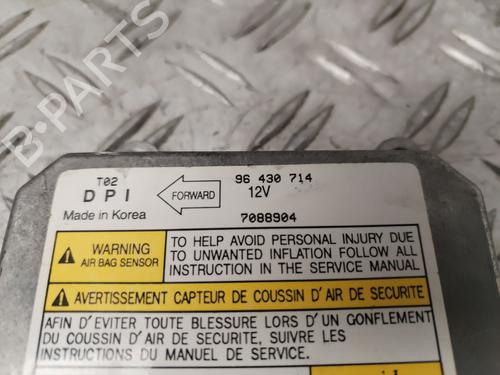 T02
96 430 714
DPI
FORWARD
12V
Made in Korea
7088904
WARNING
AIR BAG SENSOR
TO HELP AVOID PERSONAL INJURY DUE
TO UNWANTED INFLATION FOLLOW ALL
INSTRUCTION IN THE SERVICE MANUAL
AVERTISSEMENT CAPTEUR DE COUSSIN D'AIR DE SECURITE
AFIN D'EVITER TOUTE BLESSURE LORS D'UN GONFLEMENT
DU COUSSIN D'AIR DE SECURITE, SUIVRE LES
INSTRUCTIONS DU MANUEL DE SERVICE.